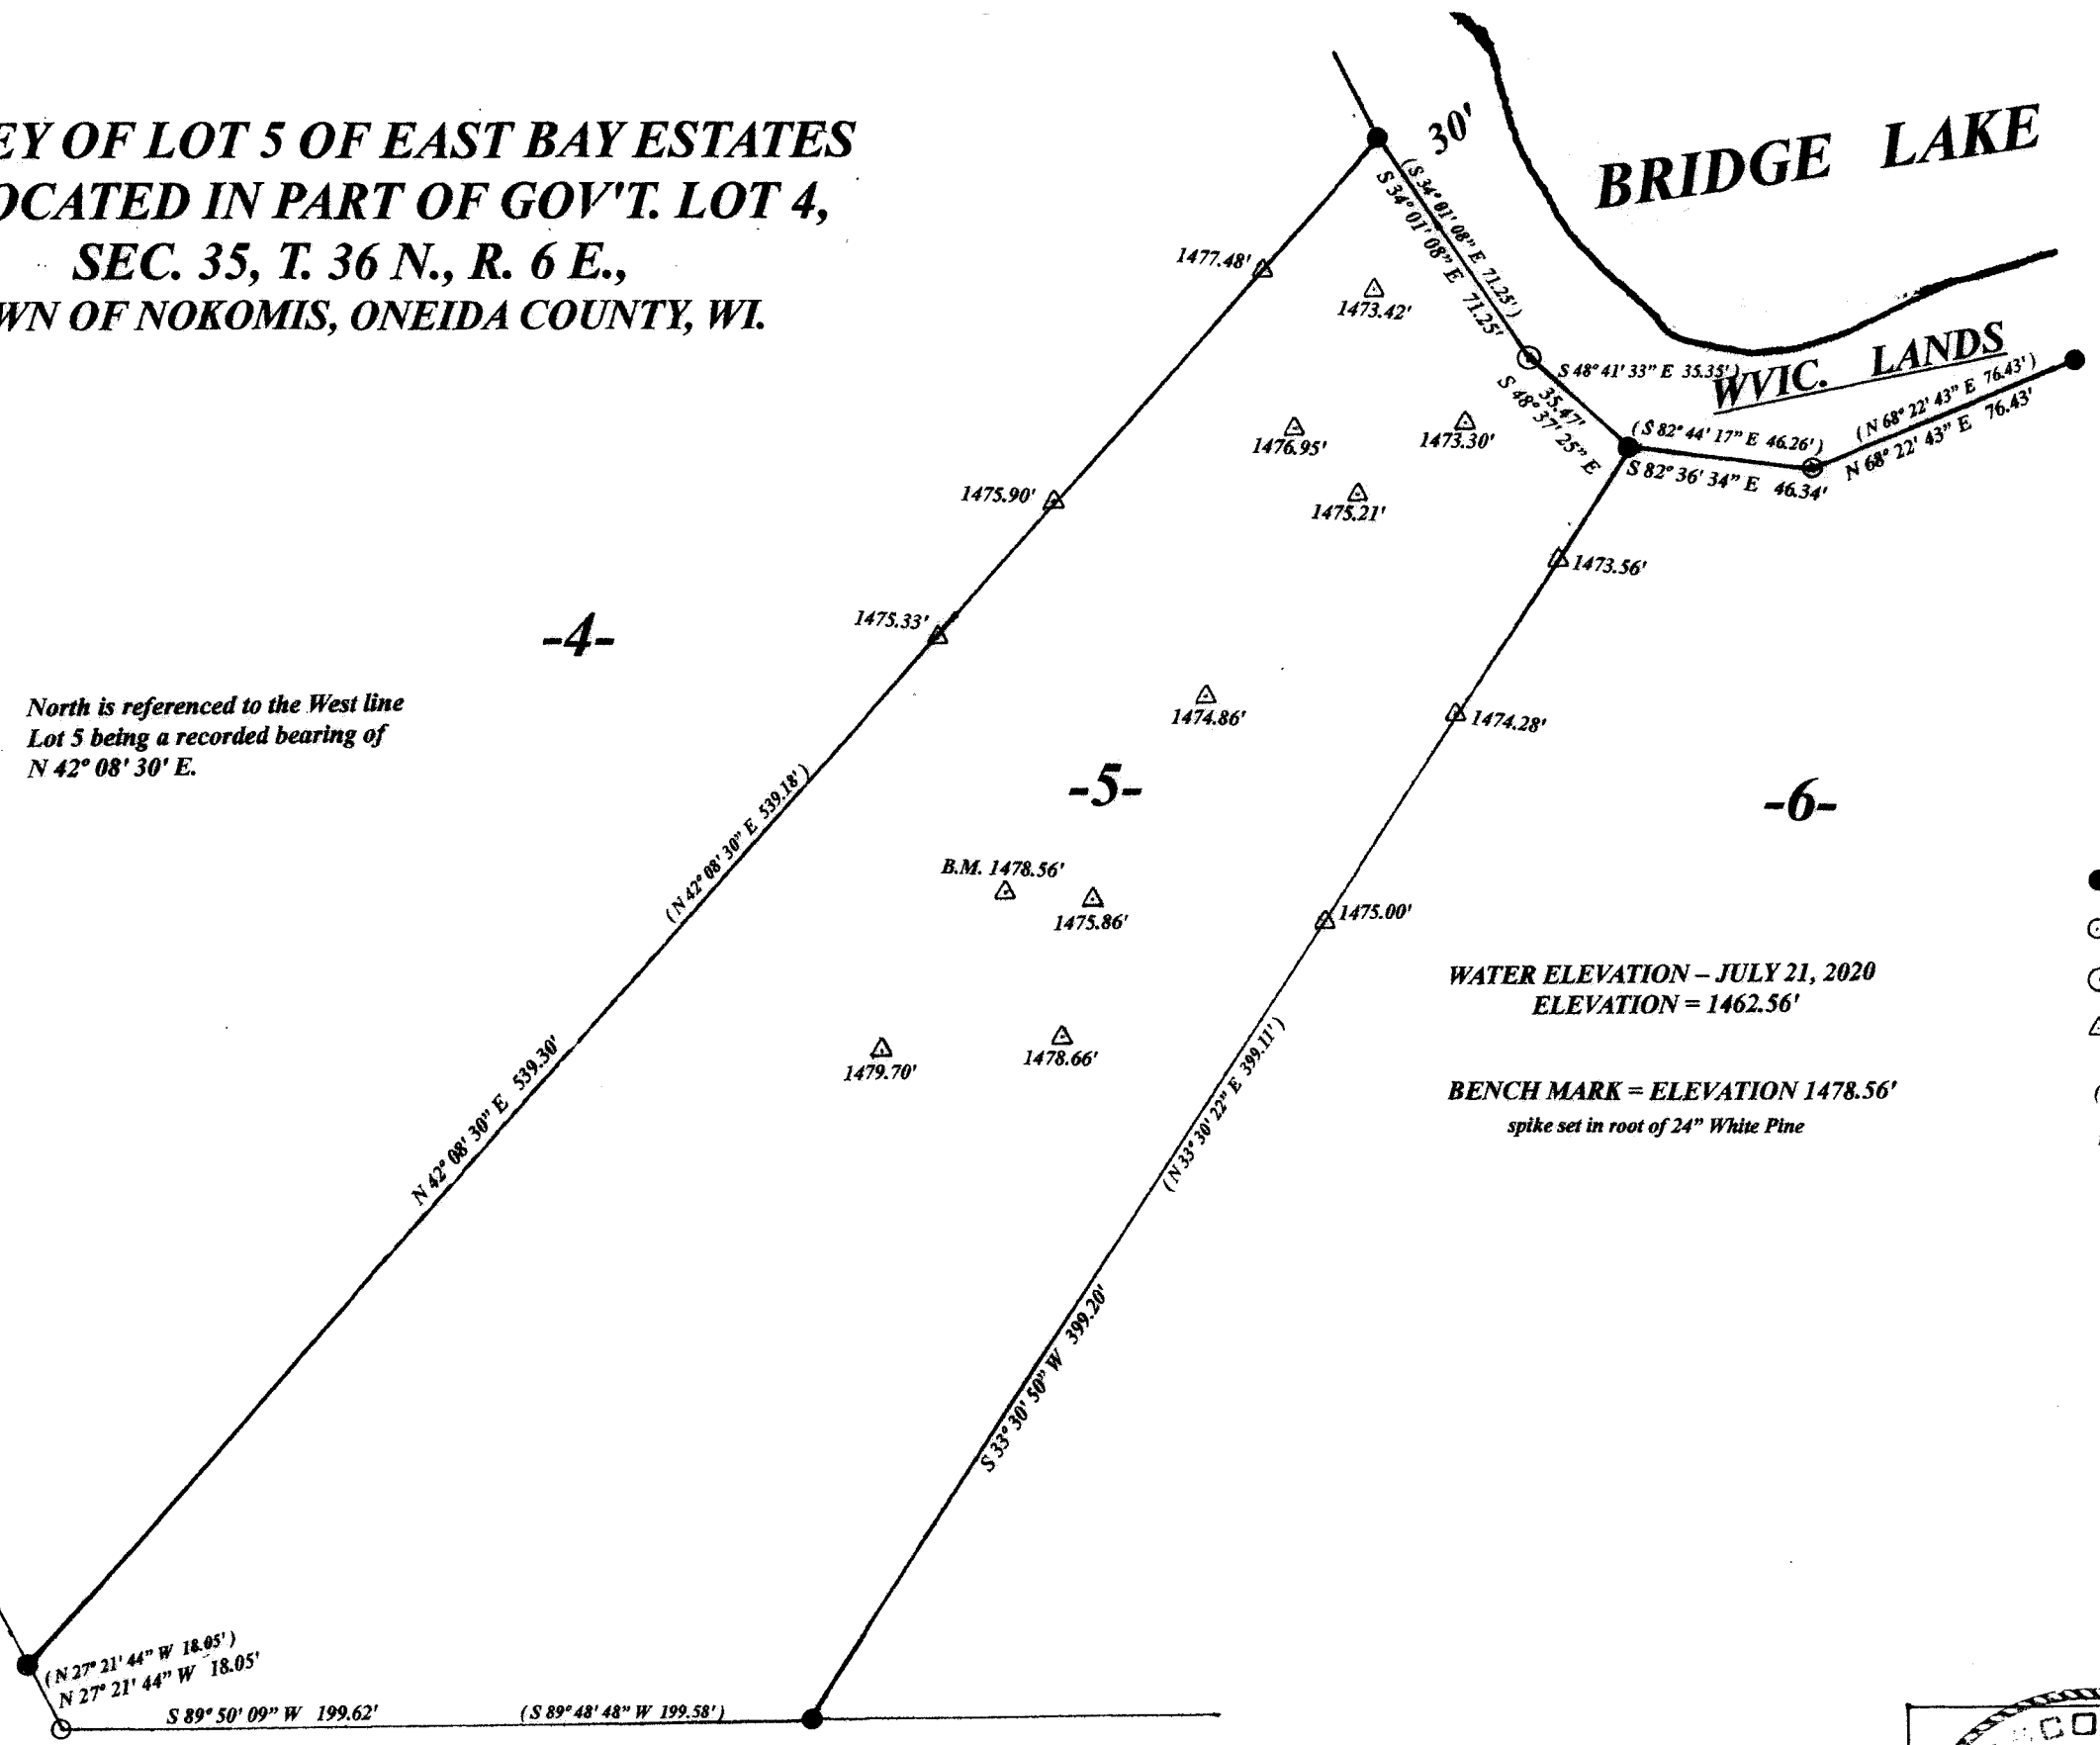 EY OF LOT 5 OF EAST BAY ESTATES
OCATED IN PART OF GOV'T. LOT 4,
SEC. 35, T. 36 N., R. 6 E.,
WN OF NOKOMIS, ONEIDA COUNTY, WI.
30'
BRIDGE LAKE
(S 34° 01' 08" E 71.25')
S 34° 01' 08" E 71.25'
1477.48'
1473.42'
S 48° 41' 33" E 35.35')
35.47'
S 48° 37' 25" E
WVIC. LANDS
(N 68° 22' 43" E 76.43')
N 68° 22' 43" E 76.43'
(S 82° 44' 17" E 46.26')
S 82° 36' 34" E 46.34'
1476.95'
1473.30'
1475.90'
1475.21'
1473.56'
1475.33'
-4-
North is referenced to the West line
Lot 5 being a recorded bearing of
N 42° 08' 30' E.
1474.86'
1474.28'
-5-
-6-
(N 42° 08' 30" E 539.18')
B.M. 1478.56'
1475.86'
1475.00'
WATER ELEVATION – JULY 21, 2020
ELEVATION = 1462.56'
1479.70'
1478.66'
BENCH MARK = ELEVATION 1478.56'
spike set in root of 24" White Pine
N 42° 08' 30" E 539.30'
(N 33° 30' 22" E 399.11')
S 33° 30' 50" W 399.20'
(N 27° 21' 44" W 18.05')
N 27° 21' 44" W 18.05'
S 89° 50' 09" W 199.62'
(S 89° 48' 48" W 199.58')
CO